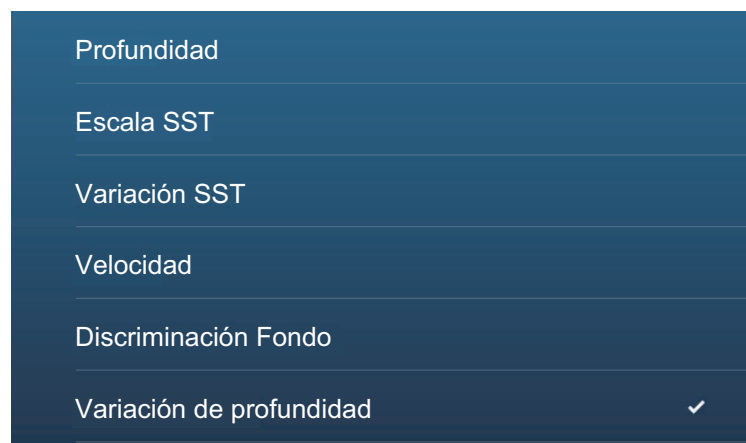 Profundidad
Escala SST
Variación SST
Velocidad
Discriminación Fondo
Variación de profundidad